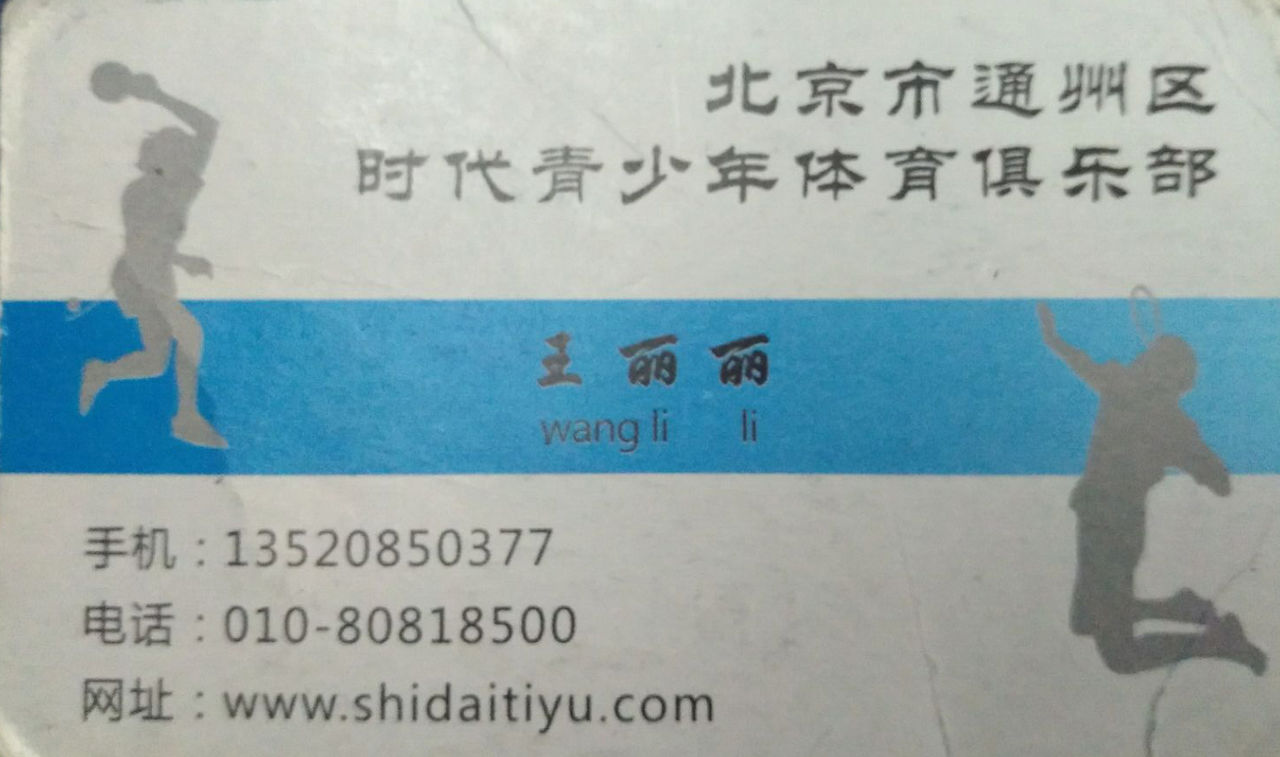 北京市通州区
时代青少年体育俱乐部
王丽丽
wang li li
手机：13520850377
电话：010-80818500
网址：www.shidaitiyu.com